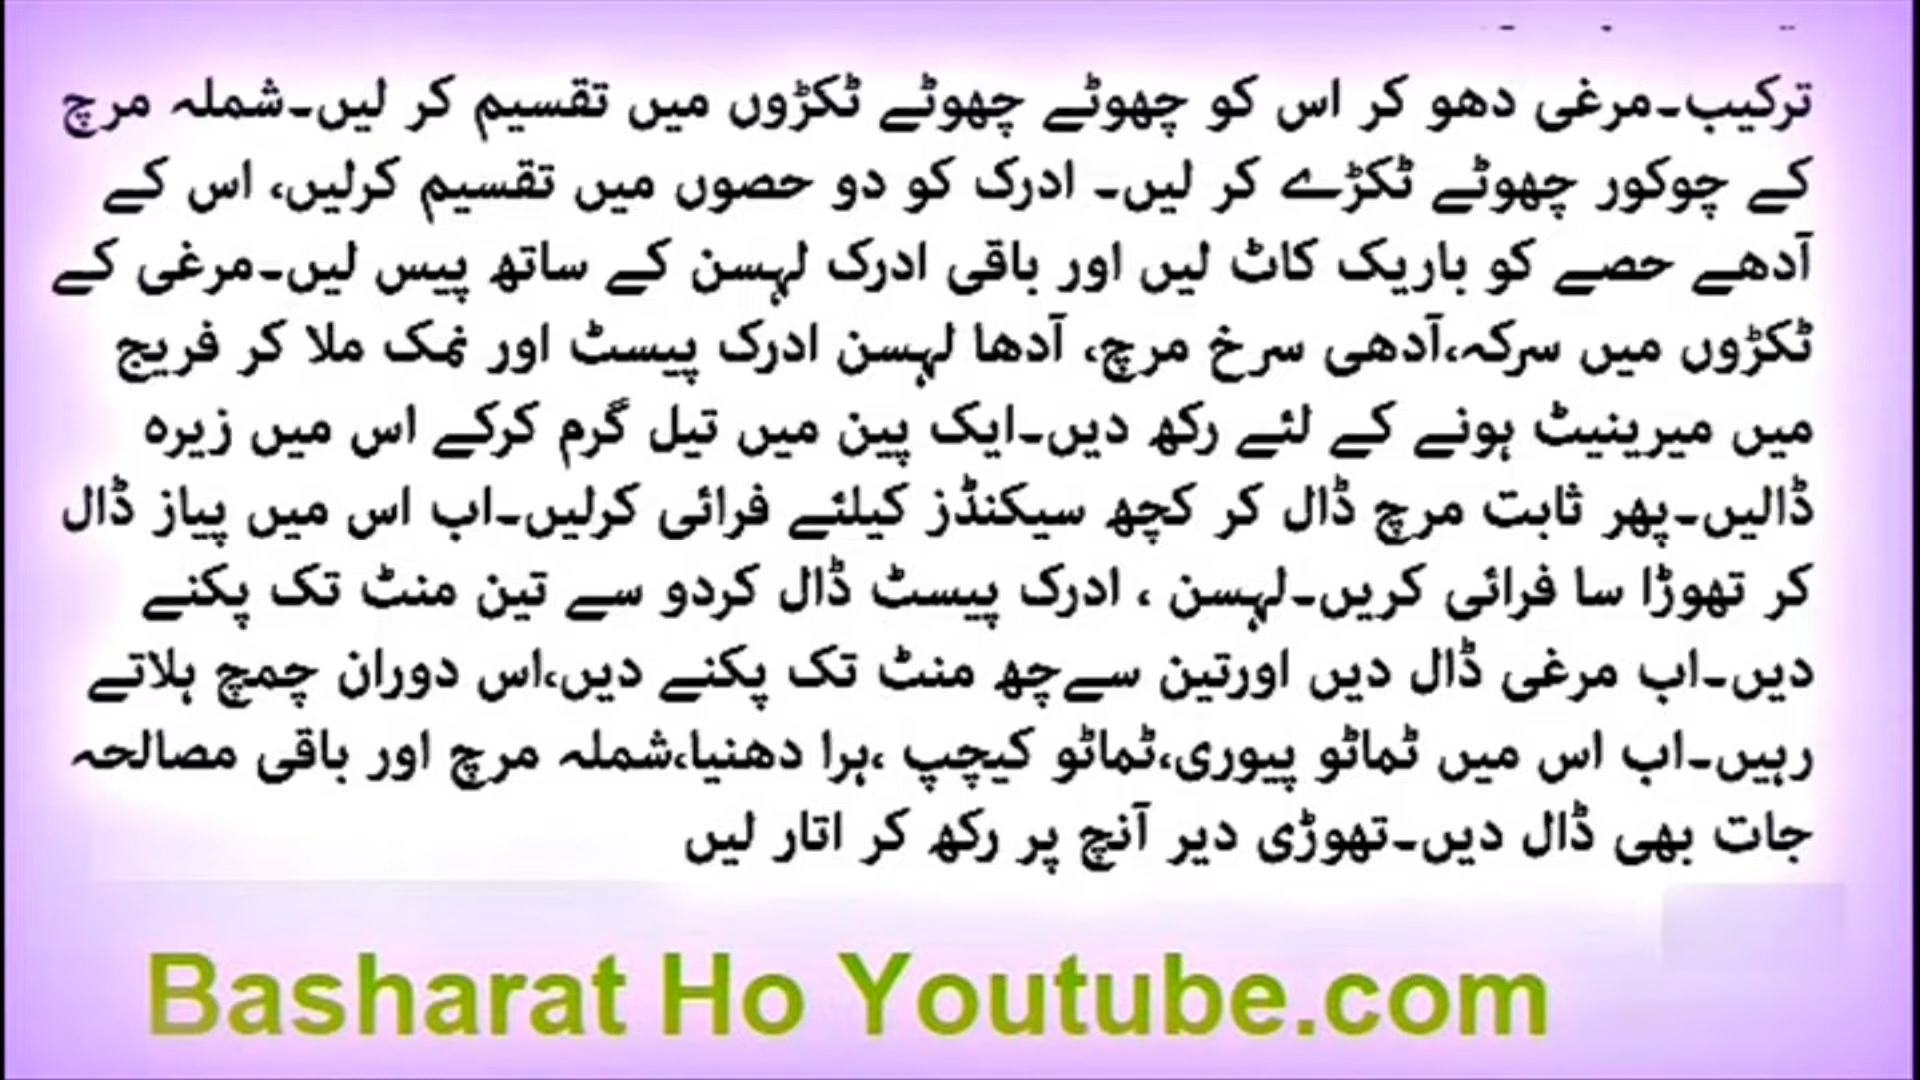 ترکیب۔مرغی دھو کر اس کو چھوٹے چھوٹے ٹکڑوں میں تقسیم کر لیں۔شملہ مرچ
کے چوکور چھوٹے ٹکڑے کر لیں۔ ادرک کو دو حصوں میں تقسیم کرلیں، اس کے
آدھے حصے کو باریک کاٹ لیں اور باقی ادرک لہسن کے ساتھ پیس لیں۔مرغی کے
ٹکڑوں میں سرکہ،آدھی سرخ مرچ، آدھا لہسن ادرک پیسٹ اور نمک ملا کر فریج
میں میرینیٹ ہونے کے لئے رکھ دیں۔ایک پین میں تیل گرم کرکے اس میں زیرہ
ڈالیں۔پھر ثابت مرچ ڈال کر کچھ سیکنڈز کیلئے فرائی کرلیں۔اب اس میں پیاز ڈال
کر تھوڑا سا فرائی کریں۔لہسن ، ادرک پیسٹ ڈال کردو سے تین منٹ تک پکنے
دیں۔اب مرغی ڈال دیں اورتین سےچھ منٹ تک پکنے دیں،اس دوران چمچ ہلاتے
رہیں۔اب اس میں ٹماٹو پیوری،ٹماٹو کیچپ ،ہرا دھنیا،شملہ مرچ اور باقی مصالحہ
جات بھی ڈال دیں۔تھوڑی دیر آنچ پر رکھ کر اتار لیں
Basharat Ho Youtube.com